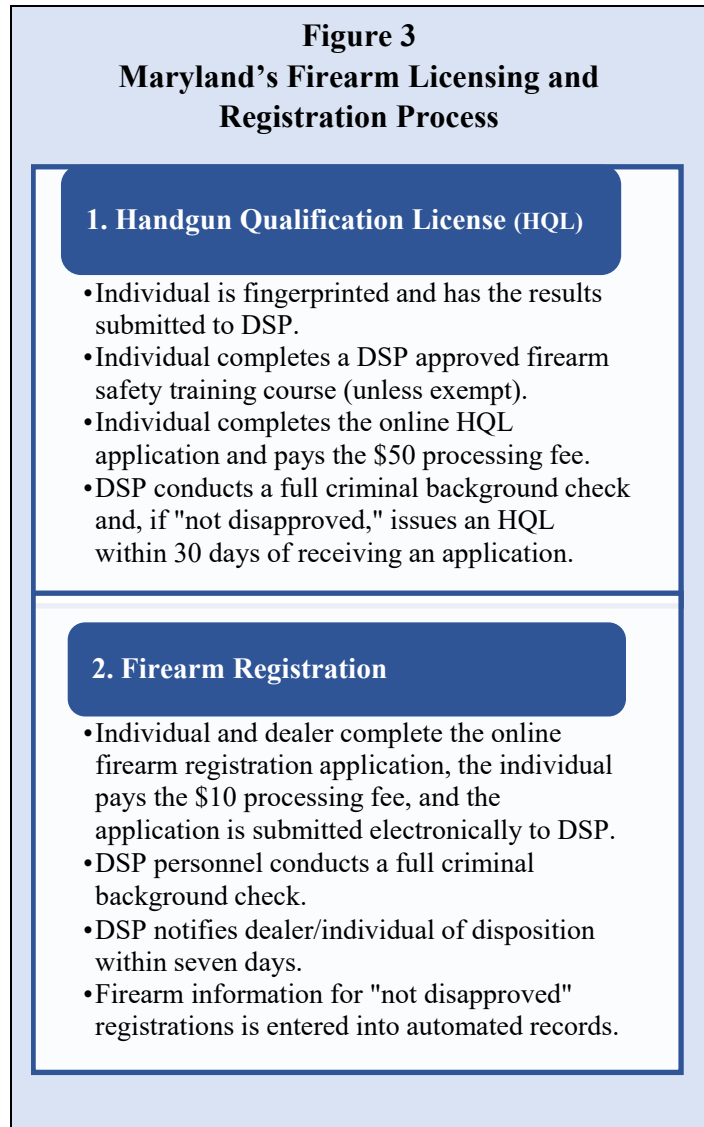 Figure 3
Maryland's Firearm Licensing and
Registration Process
1. Handgun Qualification License (HQL)
•Individual is fingerprinted and has the results
submitted to DSP.
•Individual completes a DSP approved firearm
safety training course (unless exempt).
•Individual completes the online HQL
application and pays the $50 processing fee.
•DSP conducts a full criminal background check
and, if "not disapproved," issues an HQL
within 30 days of receiving an application.
2. Firearm Registration
•Individual and dealer complete the online
firearm registration application, the individual
pays the $10 processing fee, and the
application is submitted electronically to DSP.
•DSP personnel conducts a full criminal
background check.
•DSP notifies dealer/individual of disposition
within seven days.
•Firearm information for "not disapproved"
registrations is entered into automated records.